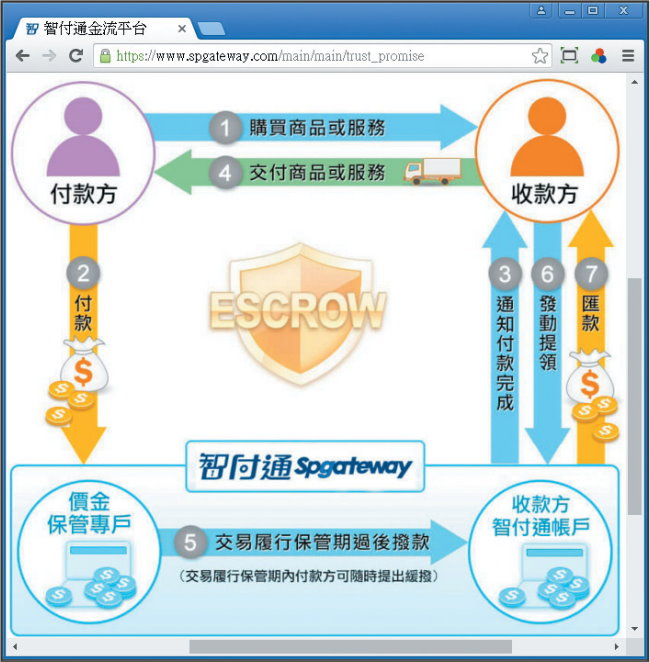 智付通金流平台
https://www.spgateway.com/main/main/trust_promise
1 購買商品或服務
4 交付商品或服務
付款方
收款方
2 付款
$
3 通知付款完成
6 發動提領
7 匯款
$
ESCROW
智付通 Spgateway
價金
保管專戶
5 交易履行保管期過後撥款
(交易履行保管期內付款方可隨時提出緩撥)
收款方
智付通帳戶